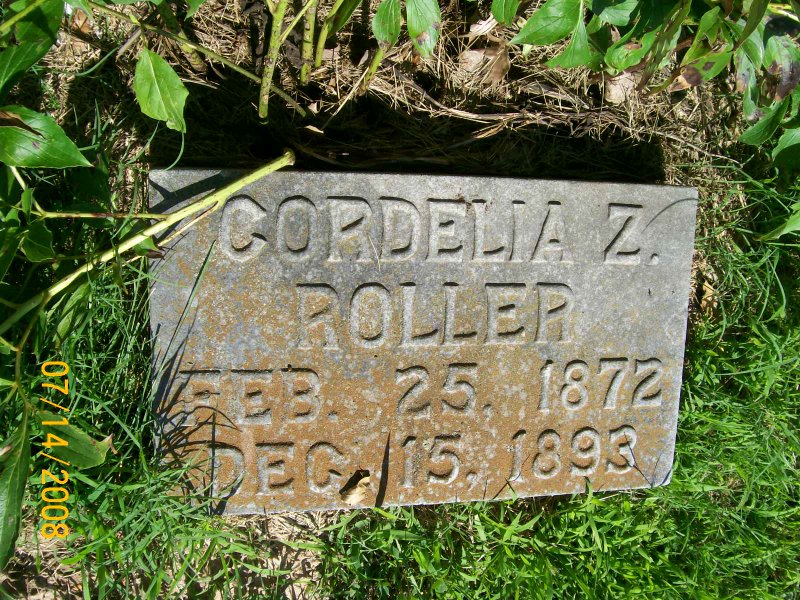 CORDELIA Z.
ROLLER
FEB. 25, 1872
DEC. 15, 1893
07/14/2008